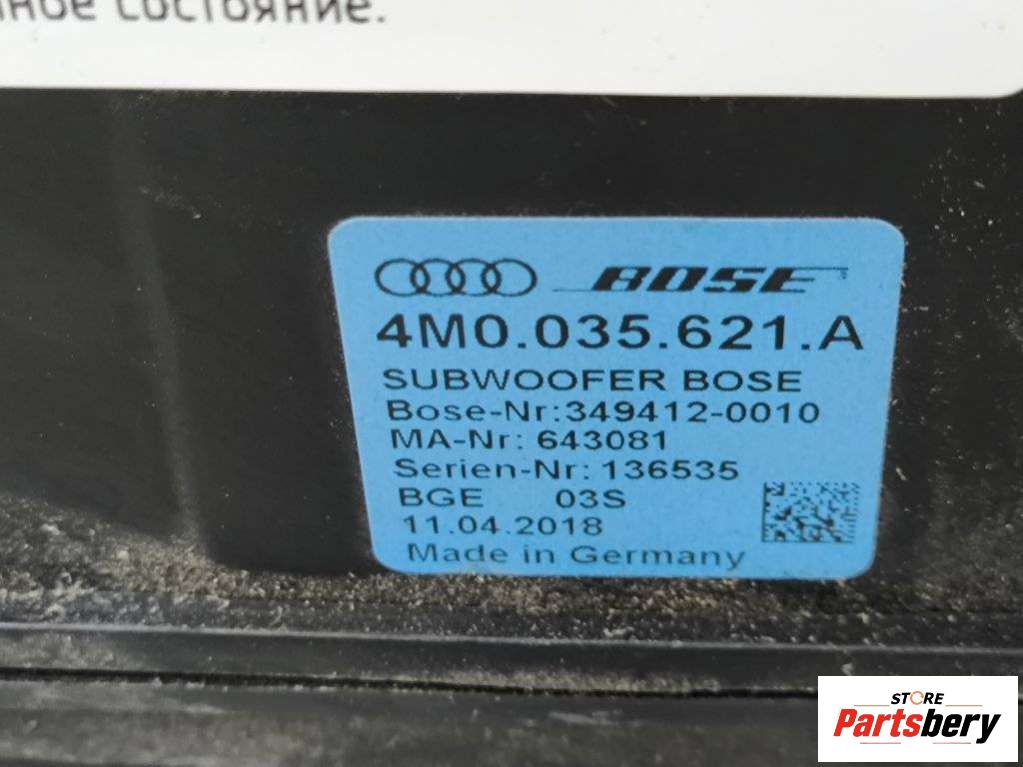 состояние.
BOSE
4M0.035.621.A
SUBWOOFER BOSE
Bose-Nr:349412-0010
MA-Nr: 643081
Serien-Nr: 136535
BGE 03S
11.04.2018
Made in Germany
STORE
Partsbery